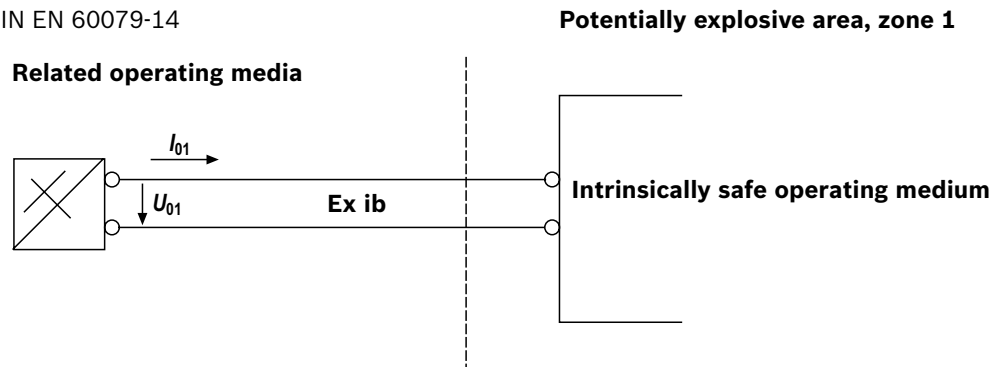 IN EN 60079-14
Potentially explosive area, zone 1
Related operating media
I01
U01
Ex ib
Intrinsically safe operating medium